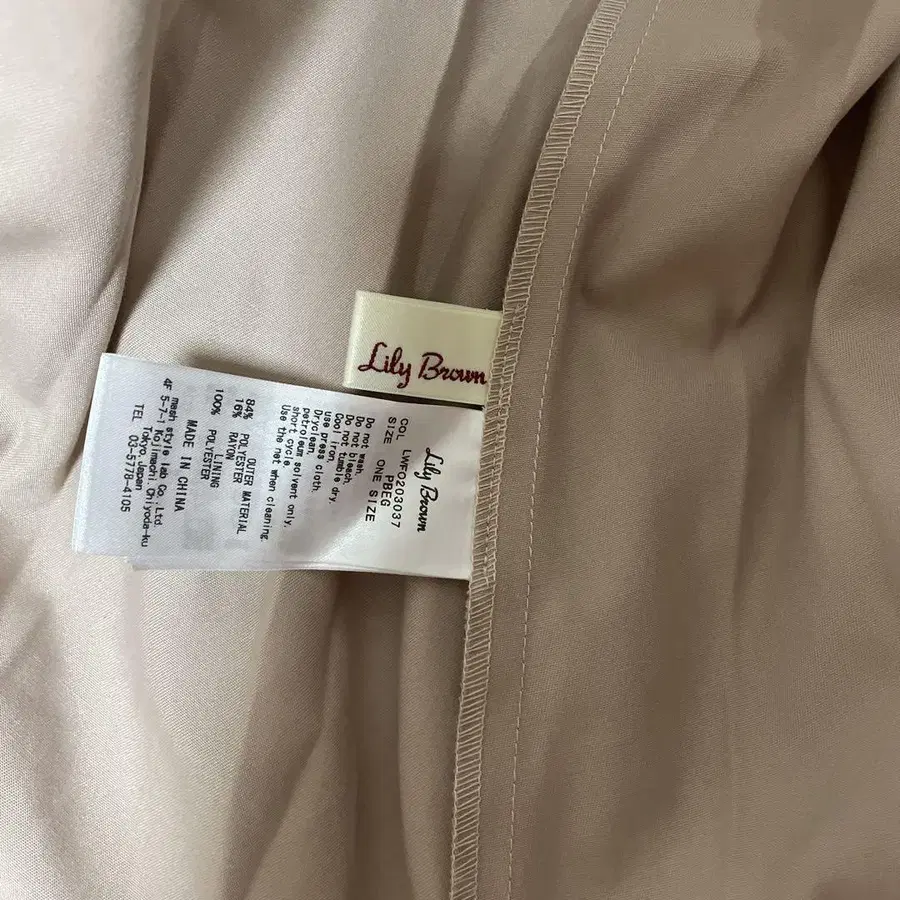 Lily Brown
Lily Brown
LWFO203037
COL PBEG
SIZE ONE SIZE
Do not wash.
Do not bleach.
Do not tumble dry.
Cool iron.
use press cloth.
Dryclean.
petroleum solvent only.
short cycle.
Use the net when cleaning.
OUTER MATERIAL
84% POLYESTER
16% RAYON
LINING
100% POLYESTER
MADE IN CHINA
mash style lab Co.,Ltd.
4F 5-7-1 Kojimachi Chiyoda-ku
Tokyo,Japan
TEL 03-5778-4105